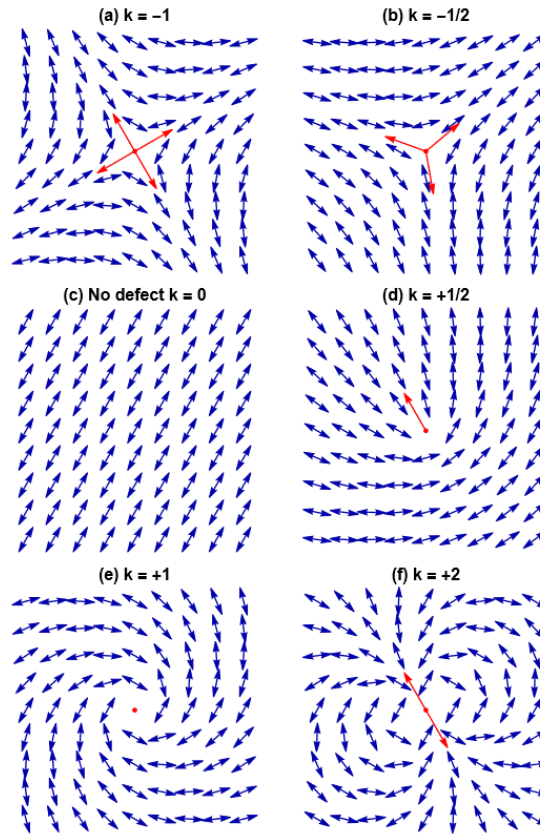 (a) k = −1
(b) k = −1/2
(c) No defect k = 0
(d) k = +1/2
(e) k = +1
(f) k = +2